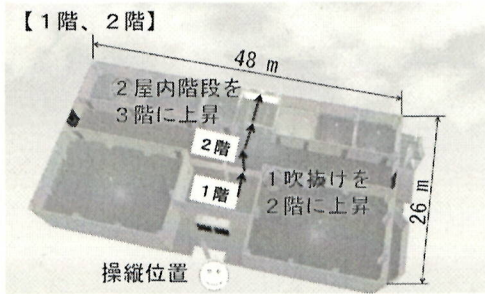 【1階、2階】
48 m
2屋内階段を
3階に上昇
2階
1階
1吹抜けを
2階に上昇
26 m
操縦位置